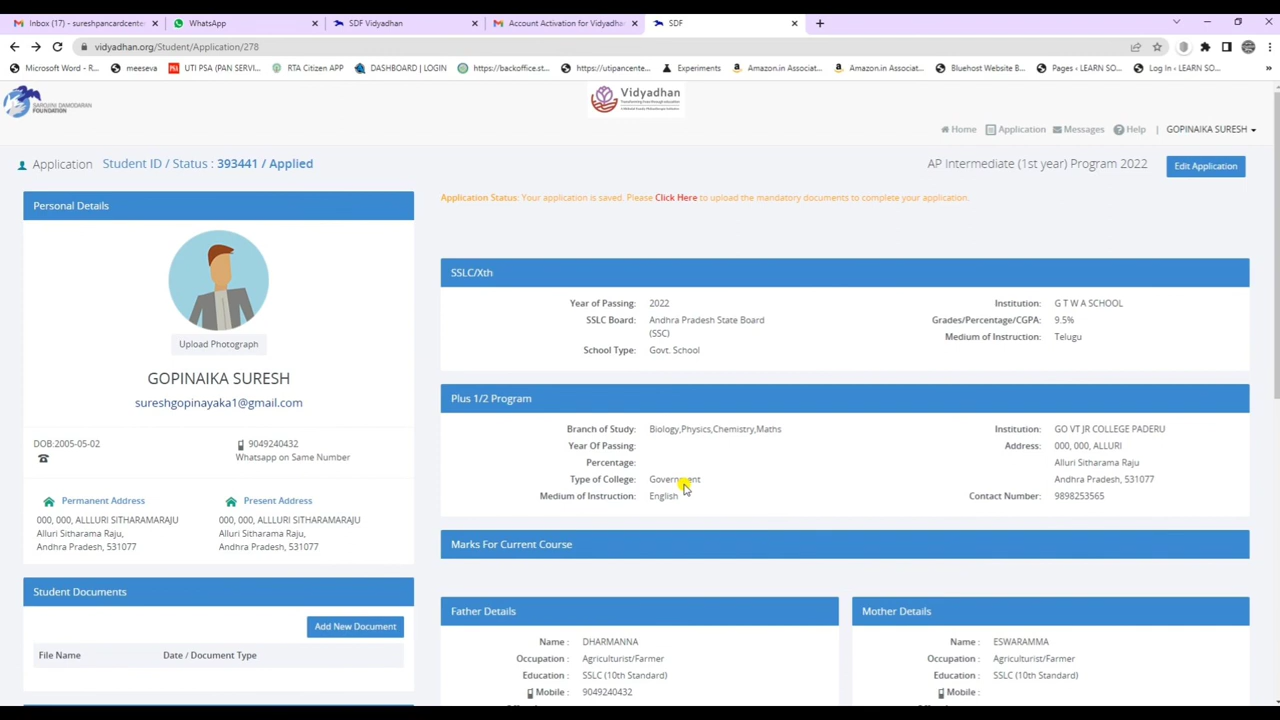 Inbox (17) - sureshpancardcente
WhatsApp
SDF Vidyadhan
Account Activation for Vidyadha
SDF
vidyadhan.org/Student/Application/278
Microsoft Word - R...
meeseva
UTI PSA (PAN SERVI...
RTA Citizen APP
DASHBOARD | LOGIN
https://backoffice.st...
https://utipancente...
Experiments
Amazon.in Associat...
Amazon.in Associat...
Bluehost Website B...
Pages ‹ LEARN SO...
Log In ‹ LEARN SO...
»
SAROJINI DAMODARAN
FOUNDATION
Vidyadhan
Home
Application
Messages
Help
GOPINAIKA SURESH
Application Student ID / Status : 393441 / Applied
AP Intermediate (1st year) Program 2022
Edit Application
Application Status: Your application is saved. Please Click Here to upload the mandatory documents to complete your application.
Personal Details
Upload Photograph
GOPINAIKA SURESH
sureshgopinayaka1@gmail.com
DOB:2005-05-02
9049240432
Whatsapp on Same Number
Permanent Address
000, 000, ALLLURI SITHARAMARAJU
Alluri Sitharama Raju,
Andhra Pradesh, 531077
Present Address
000, 000, ALLURI SITHARAMARAJU
Alluri Sitharama Raju,
Andhra Pradesh, 531077
Student Documents
Add New Document
File Name
Date / Document Type
SSLC/Xth
Year of Passing: 2022
SSLC Board: Andhra Pradesh State Board
(SSC)
School Type: Govt. School
Institution: G T W A SCHOOL
Grades/Percentage/CGPA: 9.5%
Medium of Instruction: Telugu
Plus 1/2 Program
Branch of Study: Biology,Physics,Chemistry,Maths
Year Of Passing:
Percentage:
Type of College: Government
Medium of Instruction: English
Institution: GO VT JR COLLEGE PADERU
Address: 000, 000, ALLURI
Alluri Sitharama Raju
Andhra Pradesh, 531077
Contact Number: 9898253565
Marks For Current Course
Father Details
Name : DHARMANNA
Occupation : Agriculturist/Farmer
Education : SSLC (10th Standard)
Mobile : 9049240432
Mother Details
Name : ESWARAMMA
Occupation : Agriculturist/Farmer
Education : SSLC (10th Standard)
Mobile :